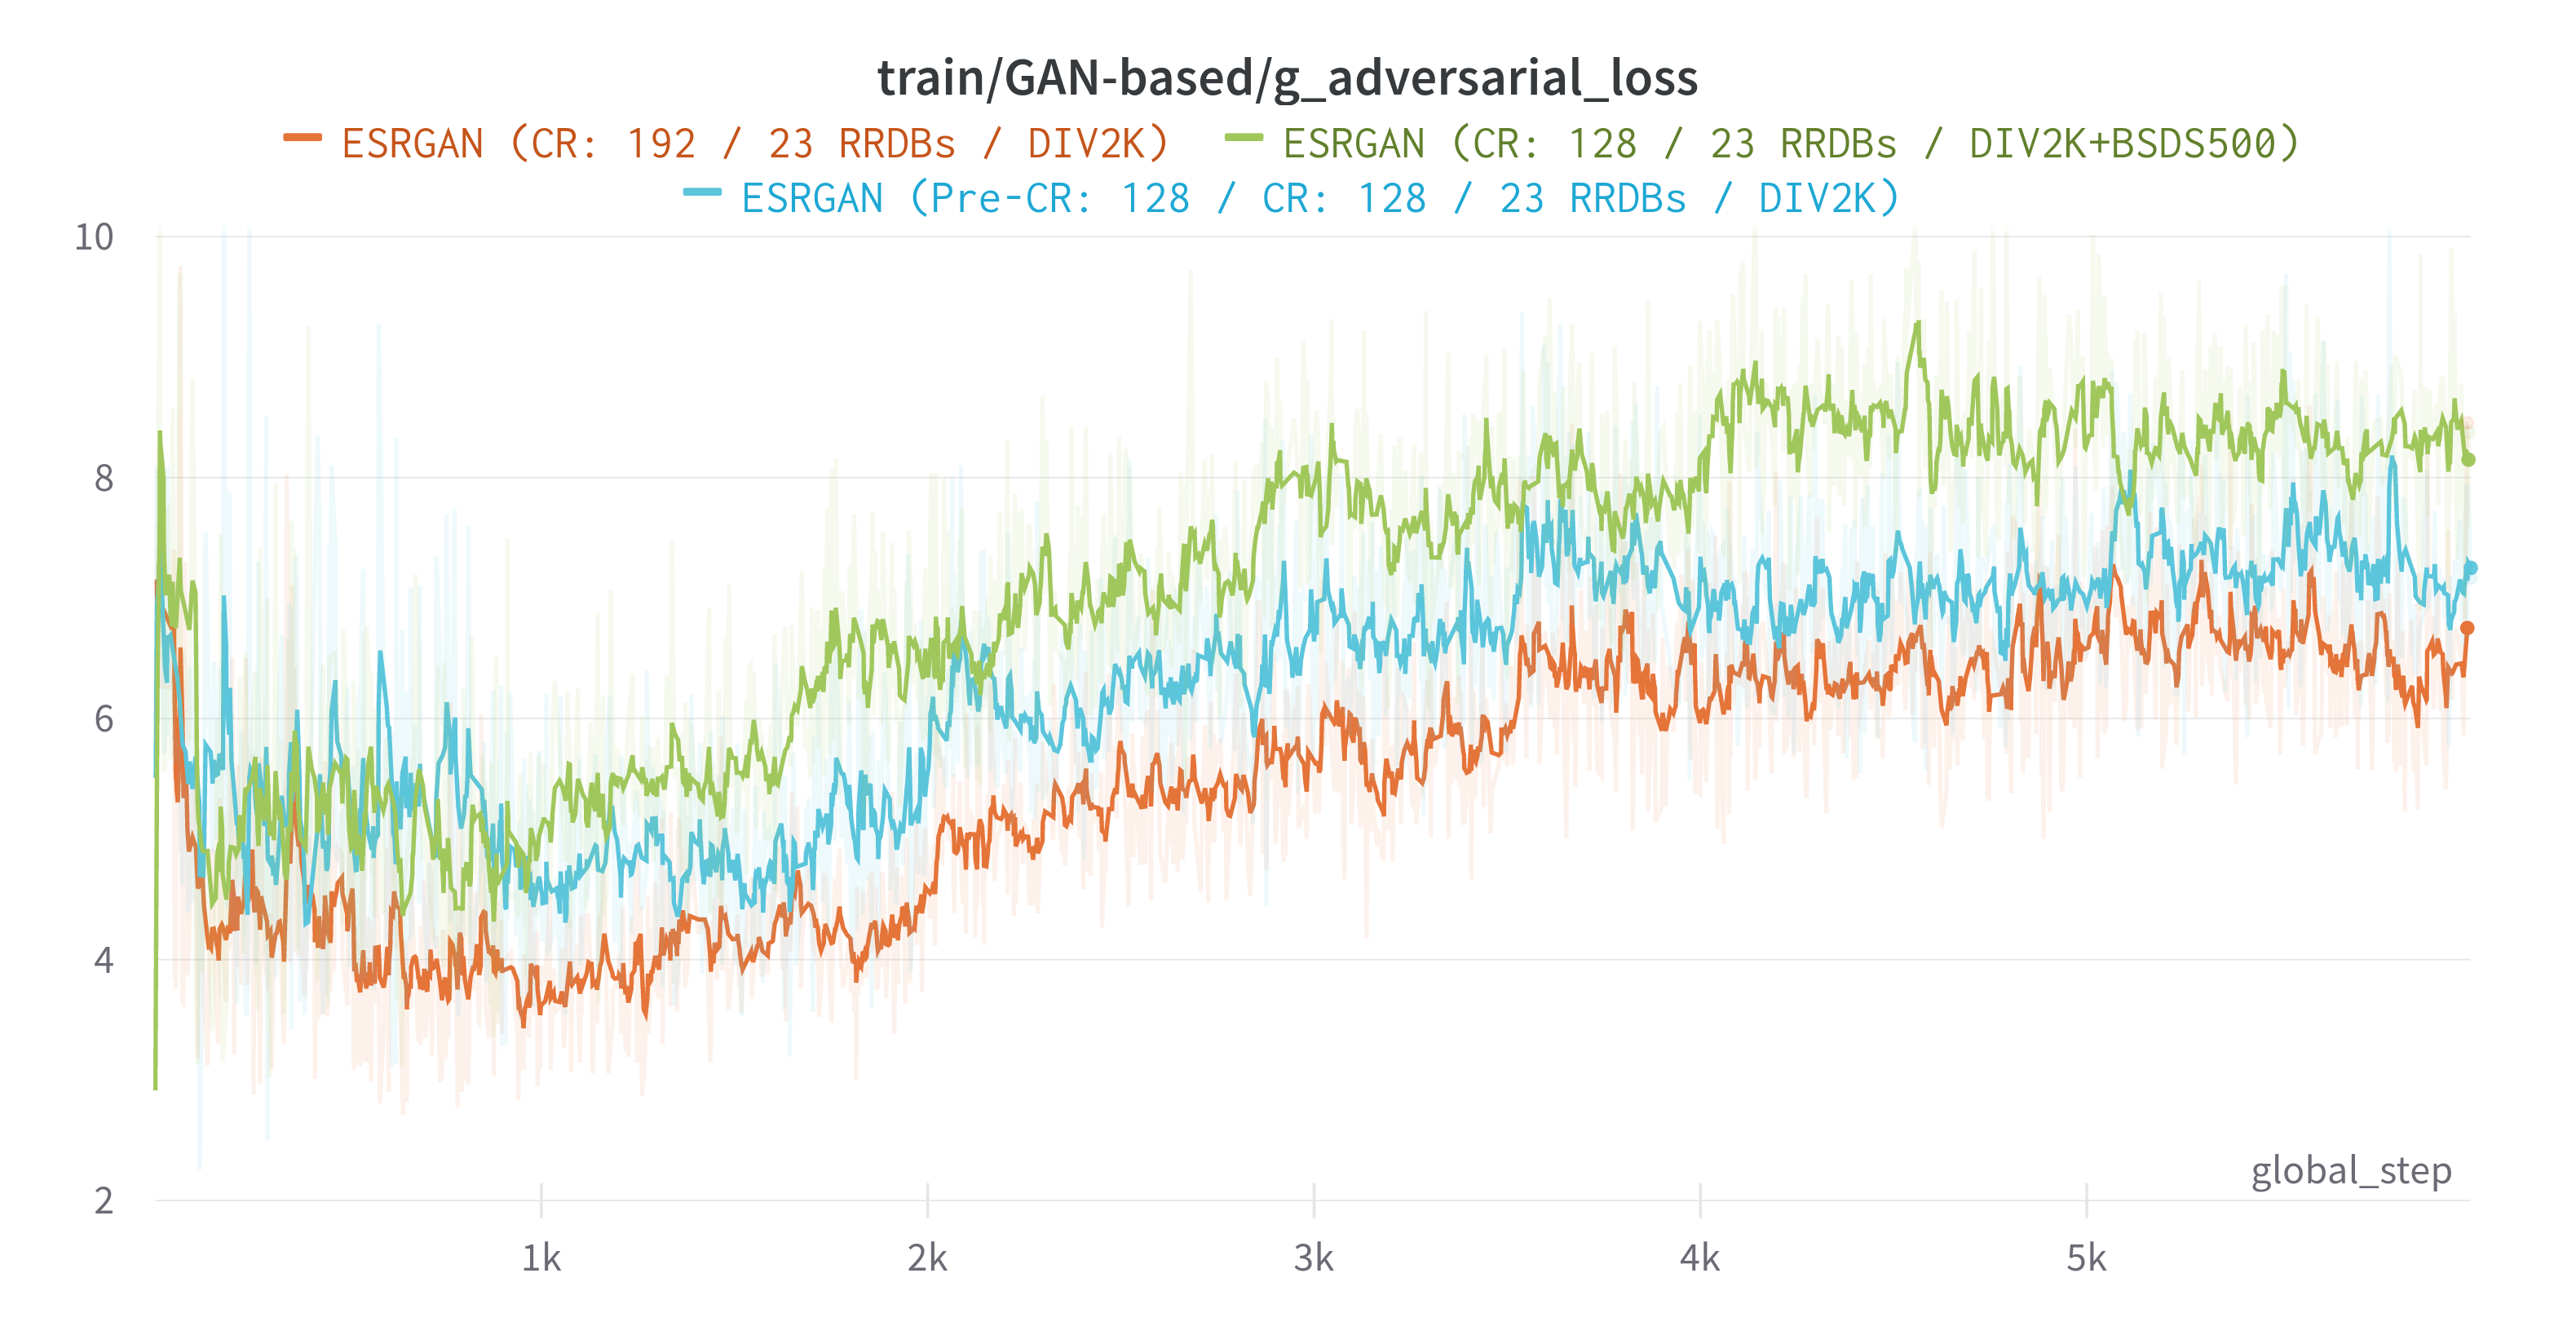 train/GAN-based/g_adversarial_loss
ESRGAN (CR: 192 / 23 RRDBs / DIV2K) ESRGAN (CR: 128 / 23 RRDBs / DIV2K+BSDS500)
ESRGAN (Pre-CR: 128 / CR: 128 / 23 RRDBs / DIV2K)
10
8
6
4
global_step
2
1k 2k 3k 4k 5k